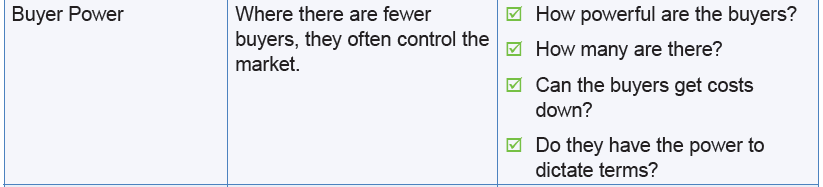 Buyer Power
Where there are fewer
buyers, they often control the
market.
How powerful are the buyers?
How many are there?
Can the buyers get costs
down?
Do they have the power to
dictate terms?